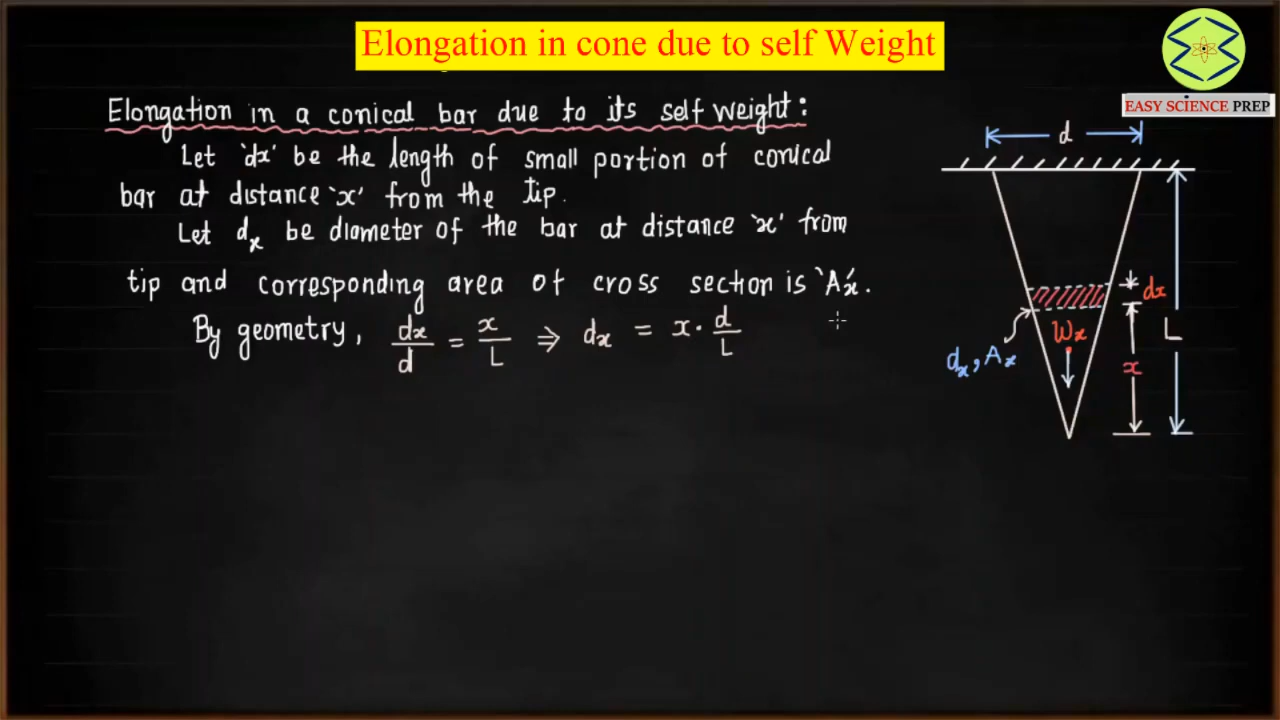 Elongation in cone due to self Weight
EASY SCIENCE PREP
Elongation in a conical bar due to its self weight:
Let 'dx' be the length of small portion of conical
bar at distance 'x' from the tip.
Let dₓ be diameter of the bar at distance 'x' from
tip and corresponding area of cross section is 'Aₓ'.
By geometry, dₓ/d = x/L ⇒ dₓ = x · d/L
d
dx
L
Wₓ
dₓ, Aₓ
x